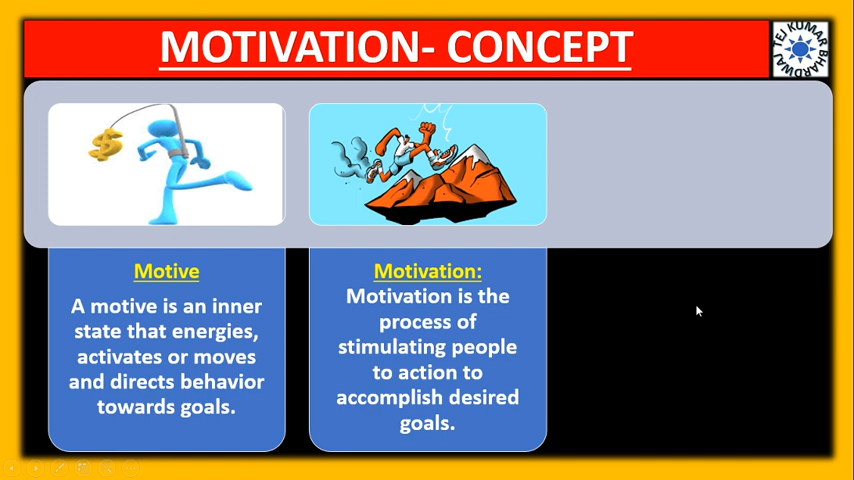 MOTIVATION- CONCEPT
TEJ KUMAR BHARDWAJ
$
Motive
A motive is an inner
state that energies,
activates or moves
and directs behavior
towards goals.
Motivation:
Motivation is the
process of
stimulating people
to action to
accomplish desired
goals.